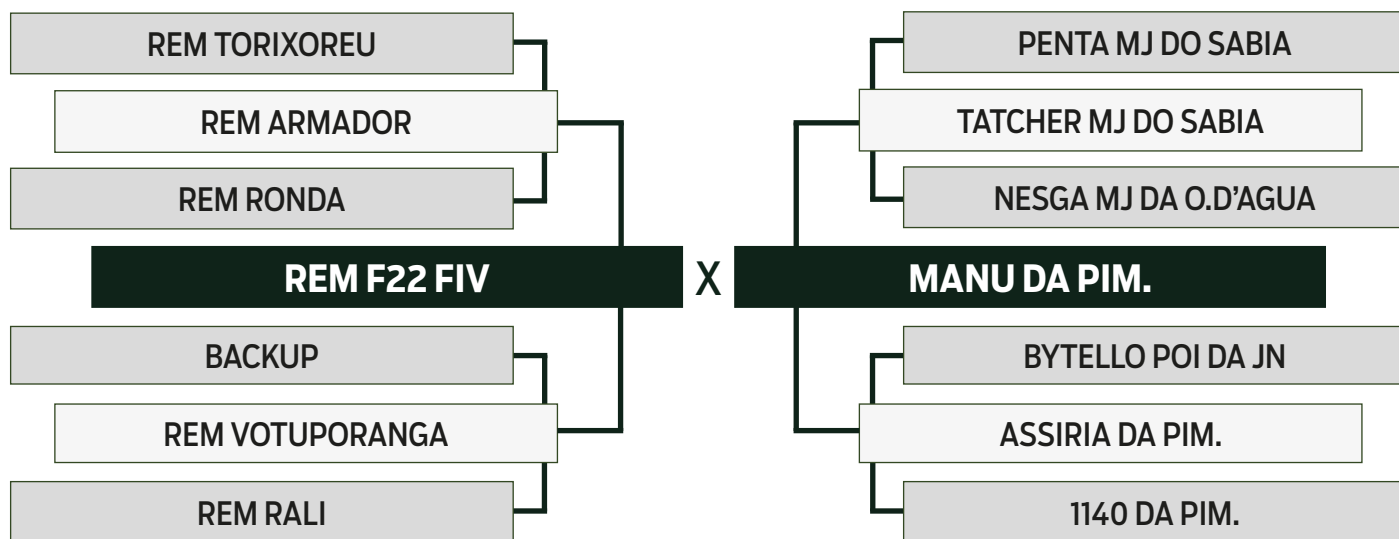 REM TORIXOREU
REM ARMADOR
REM RONDA
REM F22 FIV
BACKUP
REM VOTUPORANGA
REM RALI
X
PENTA MJ DO SABIA
TATCHER MJ DO SABIA
NESGA MJ DA O.D’AGUA
MANU DA PIM.
BYTELLO POI DA JN
ASSIRIA DA PIM.
1140 DA PIM.